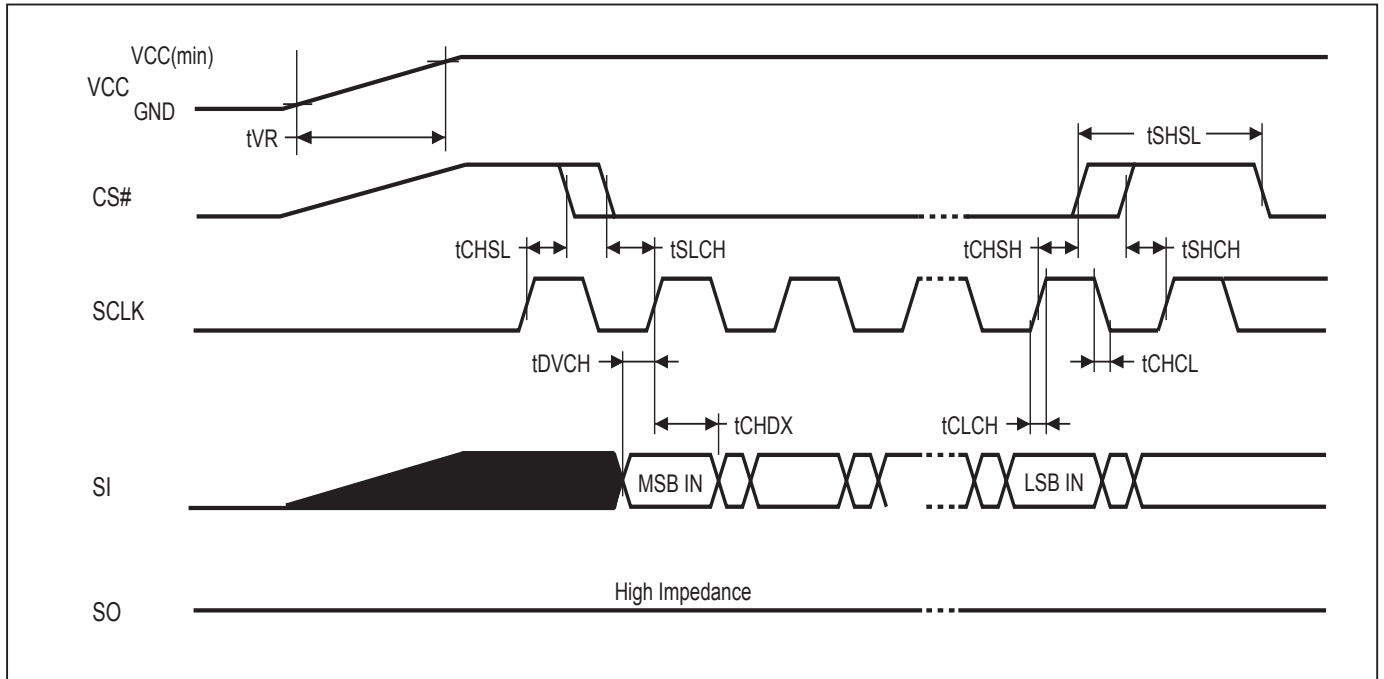 VCC(min)
VCC
GND
tVR
tSHSL
CS#
tCHSL
tSLCH
tCHSH
tSHCH
SCLK
tDVCH
tCHCL
tCHDX
tCLCH
SI
MSB IN
LSB IN
High Impedance
SO